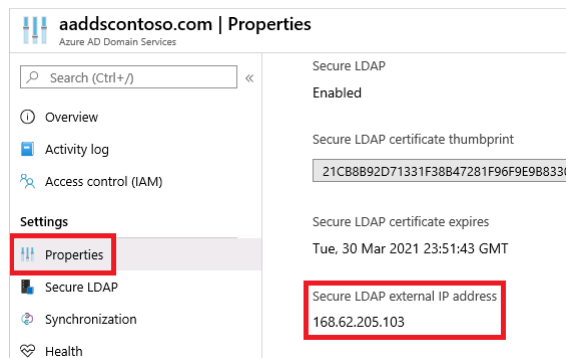 aaddscontoso.com | Properties
Azure AD Domain Services
Search (Ctrl+/)
«
Overview
Activity log
Access control (IAM)
Settings
Properties
Secure LDAP
Synchronization
Health
Secure LDAP
Enabled
Secure LDAP certificate thumbprint
21CB8B92D71331F38B47281F96F9E9B833
Secure LDAP certificate expires
Tue, 30 Mar 2021 23:51:43 GMT
Secure LDAP external IP address
168.62.205.103